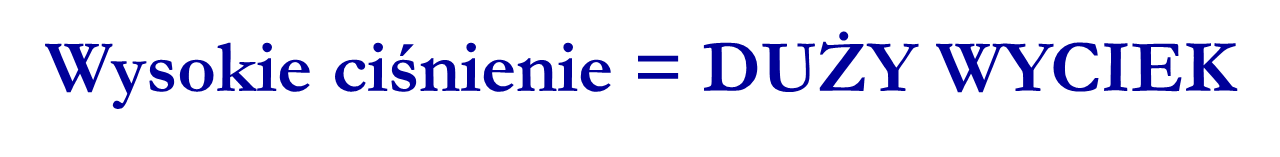 Wysokie ciśnienie = DUŻY WYCIEK